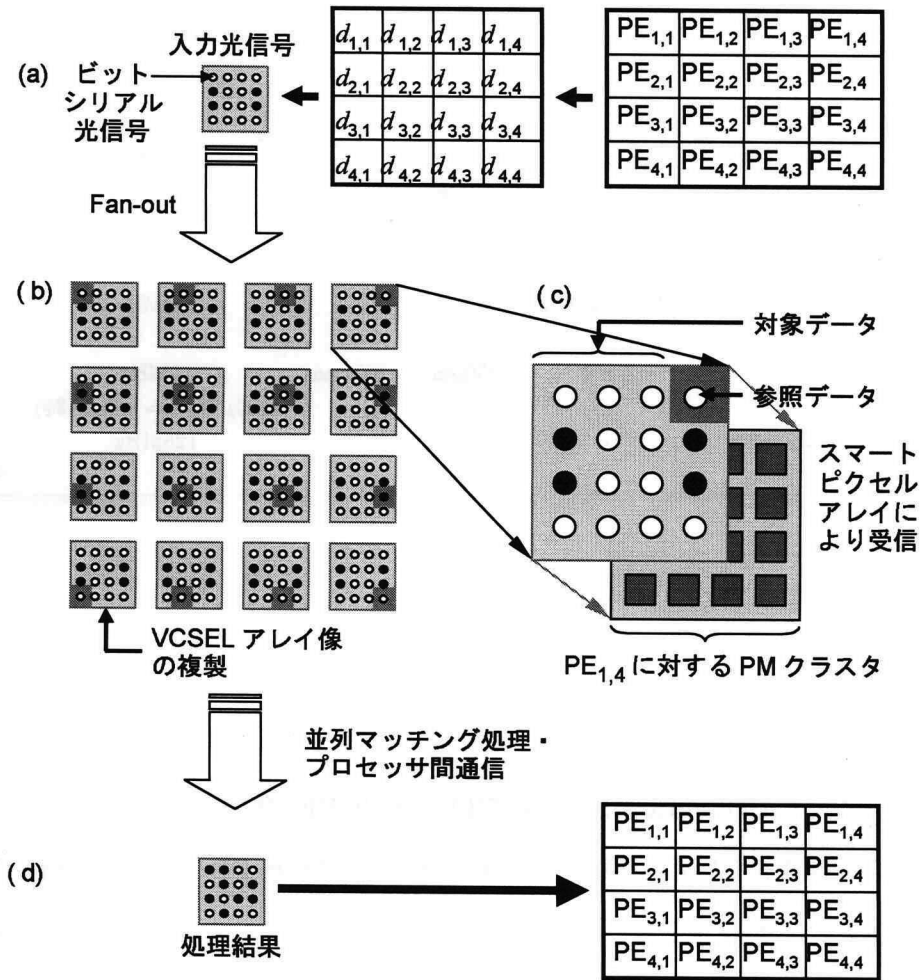 入力光信号
(a)
ビット
シリアル
光信号
d1,1 d1,2 d1,3 d1,4
d2,1 d2,2 d2,3 d2,4
d3,1 d3,2 d3,3 d3,4
d4,1 d4,2 d4,3 d4,4
PE1,1 PE1,2 PE1,3 PE1,4
PE2,1 PE2,2 PE2,3 PE2,4
PE3,1 PE3,2 PE3,3 PE3,4
PE4,1 PE4,2 PE4,3 PE4,4
Fan-out
(b)
(c)
対象データ
参照データ
スマート
ピクセル
アレイに
より受信
VCSEL アレイ像
の複製
PE1,4 に対する PM クラスタ
並列マッチング処理・
プロセッサ間通信
(d)
処理結果
PE1,1 PE1,2 PE1,3 PE1,4
PE2,1 PE2,2 PE2,3 PE2,4
PE3,1 PE3,2 PE3,3 PE3,4
PE4,1 PE4,2 PE4,3 PE4,4